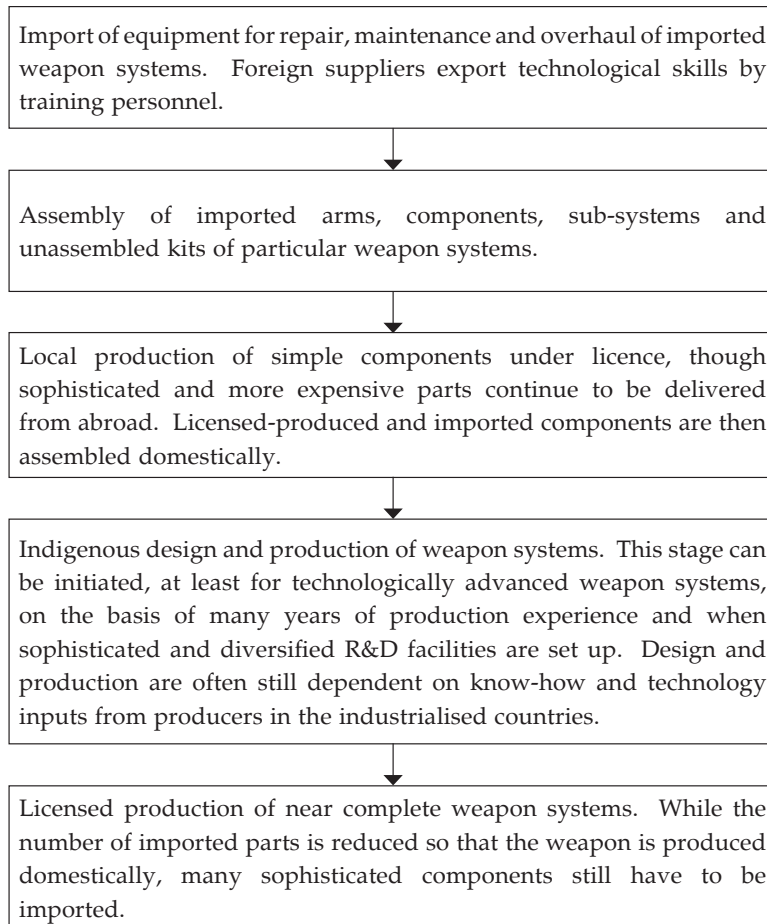 Import of equipment for repair, maintenance and overhaul of imported
weapon systems. Foreign suppliers export technological skills by
training personnel.
Assembly of imported arms, components, sub-systems and
unassembled kits of particular weapon systems.
Local production of simple components under licence, though
sophisticated and more expensive parts continue to be delivered
from abroad. Licensed-produced and imported components are then
assembled domestically.
Indigenous design and production of weapon systems. This stage can
be initiated, at least for technologically advanced weapon systems,
on the basis of many years of production experience and when
sophisticated and diversified R&D facilities are set up. Design and
production are often still dependent on know-how and technology
inputs from producers in the industrialised countries.
Licensed production of near complete weapon systems. While the
number of imported parts is reduced so that the weapon is produced
domestically, many sophisticated components still have to be
imported.